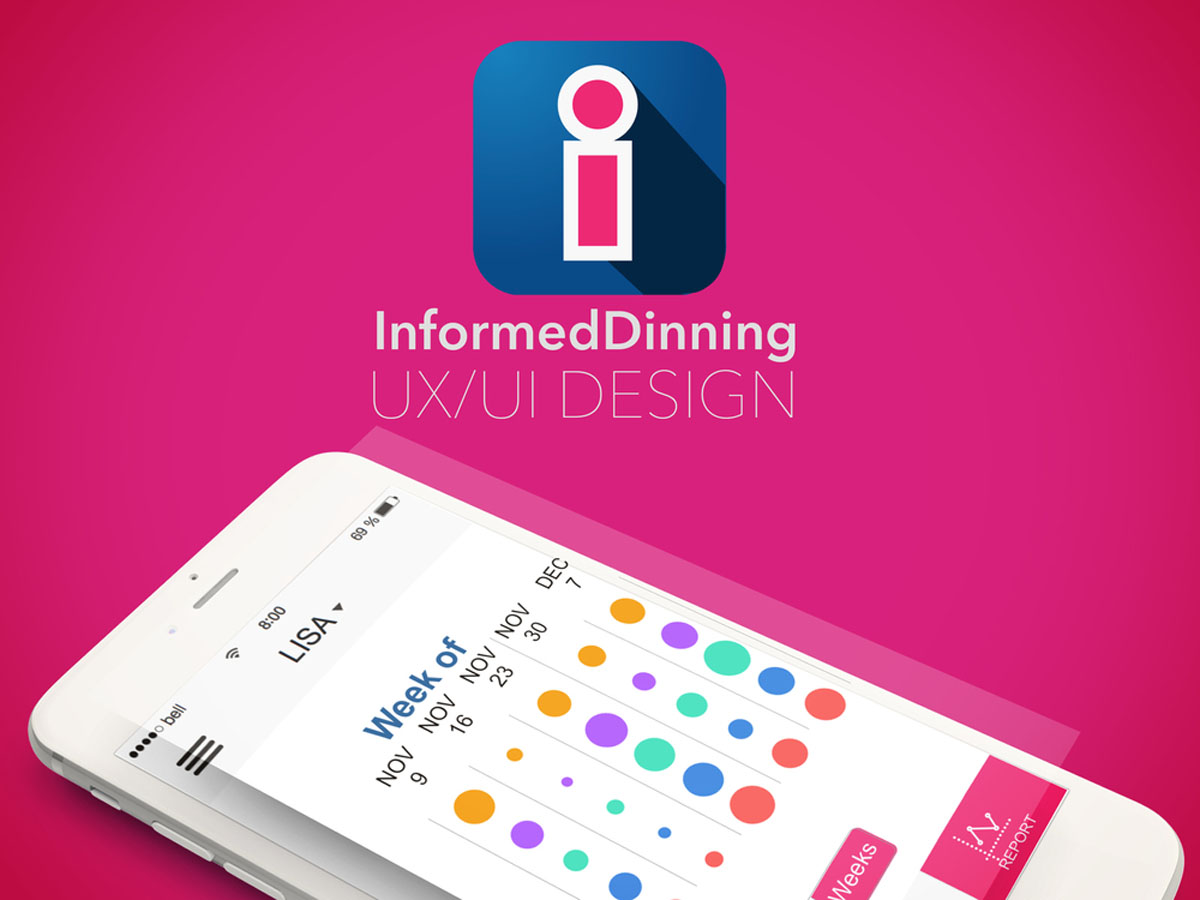 i
InformedDinning
UX/UI DESIGN
bell
8:00
69 %
LISA
Week of
NOV
9
NOV
16
NOV
23
NOV
30
DEC
7
Weeks
REPORT